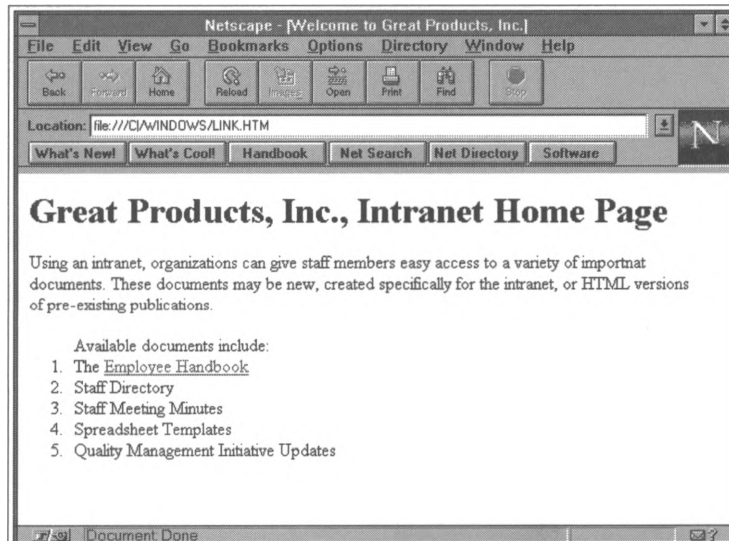 Netscape - [Welcome to Great Products, Inc.]
File Edit View Go Bookmarks Options Directory Window Help
Back Forward Home Reload Images Open Print Find Stop
Location: file:///C|/WINDOWS/LINK.HTM
N
What's New! What's Cool! Handbook Net Search Net Directory Software
Great Products, Inc., Intranet Home Page
Using an intranet, organizations can give staff members easy access to a variety of importnat
documents. These documents may be new, created specifically for the intranet, or HTML versions
of pre-existing publications.
Available documents include:
1. The Employee Handbook
2. Staff Directory
3. Staff Meeting Minutes
4. Spreadsheet Templates
5. Quality Management Initiative Updates
Document Done
?